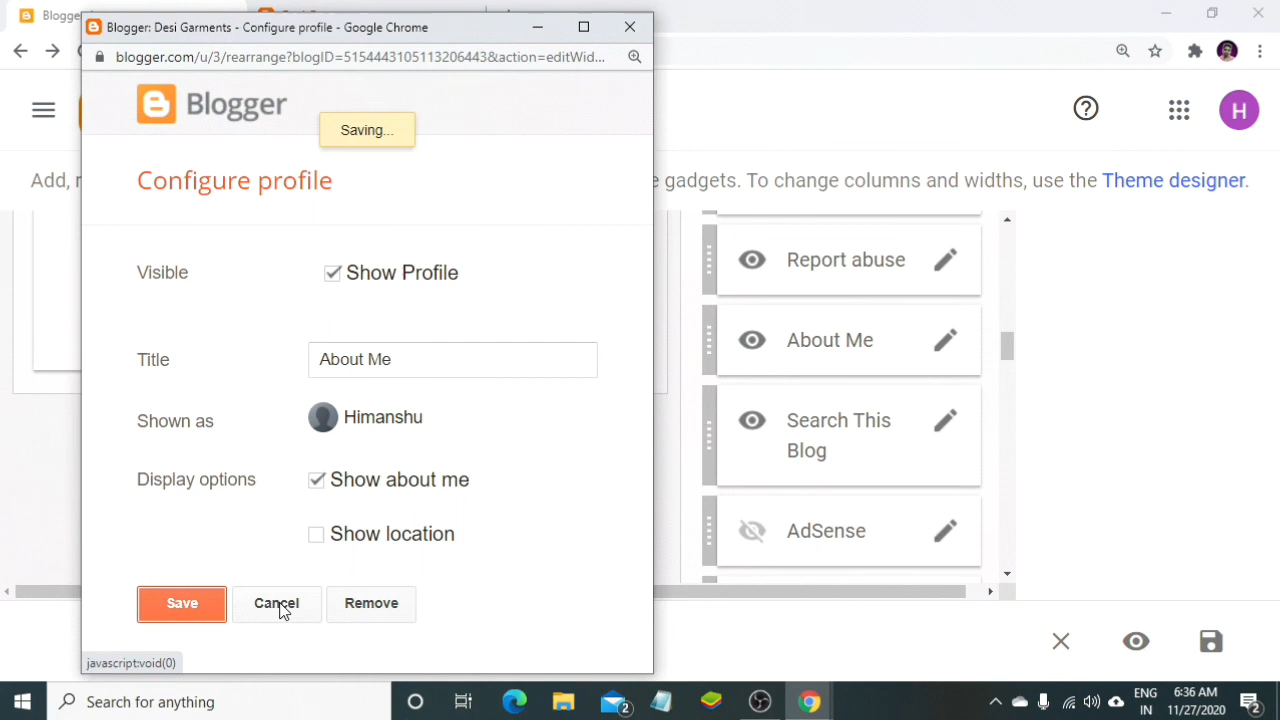 Blogger: Desi Garments - Configure profile - Google Chrome
blogger.com/u/3/rearrange?blogID=5154443105113206443&action=editWid...
Blogger
Saving...
H
Configure profile
e gadgets. To change columns and widths, use the Theme designer.
Add, r
Visible
Show Profile
Title
About Me
Shown as
Himanshu
Display options
Show about me
Show location
Save
Cancel
Remove
javascript:void(0)
Report abuse
About Me
Search This
Blog
AdSense
Search for anything
2
ENG
IN
6:36 AM
11/27/2020
2